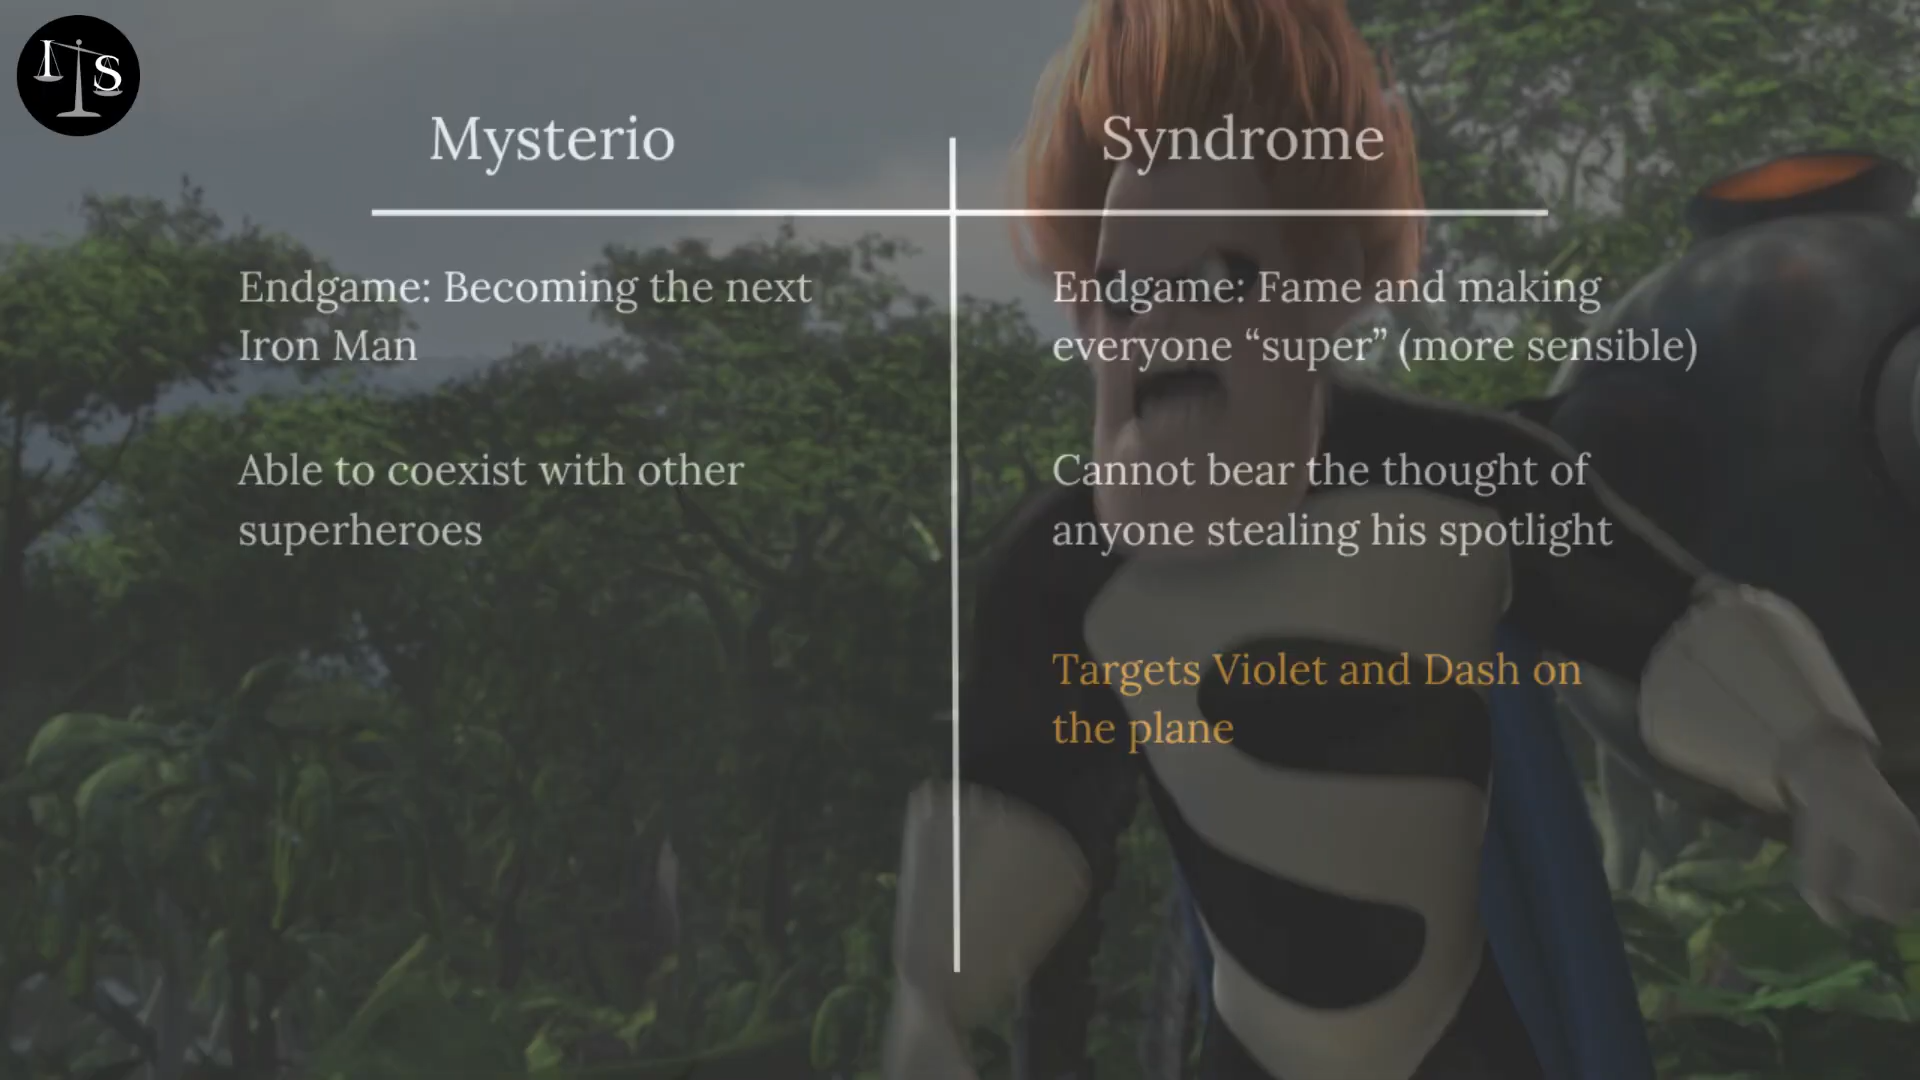 I S
Mysterio
Syndrome
Endgame: Becoming the next
Iron Man
Able to coexist with other
superheroes
Endgame: Fame and making
everyone “super” (more sensible)
Cannot bear the thought of
anyone stealing his spotlight
Targets Violet and Dash on
the plane